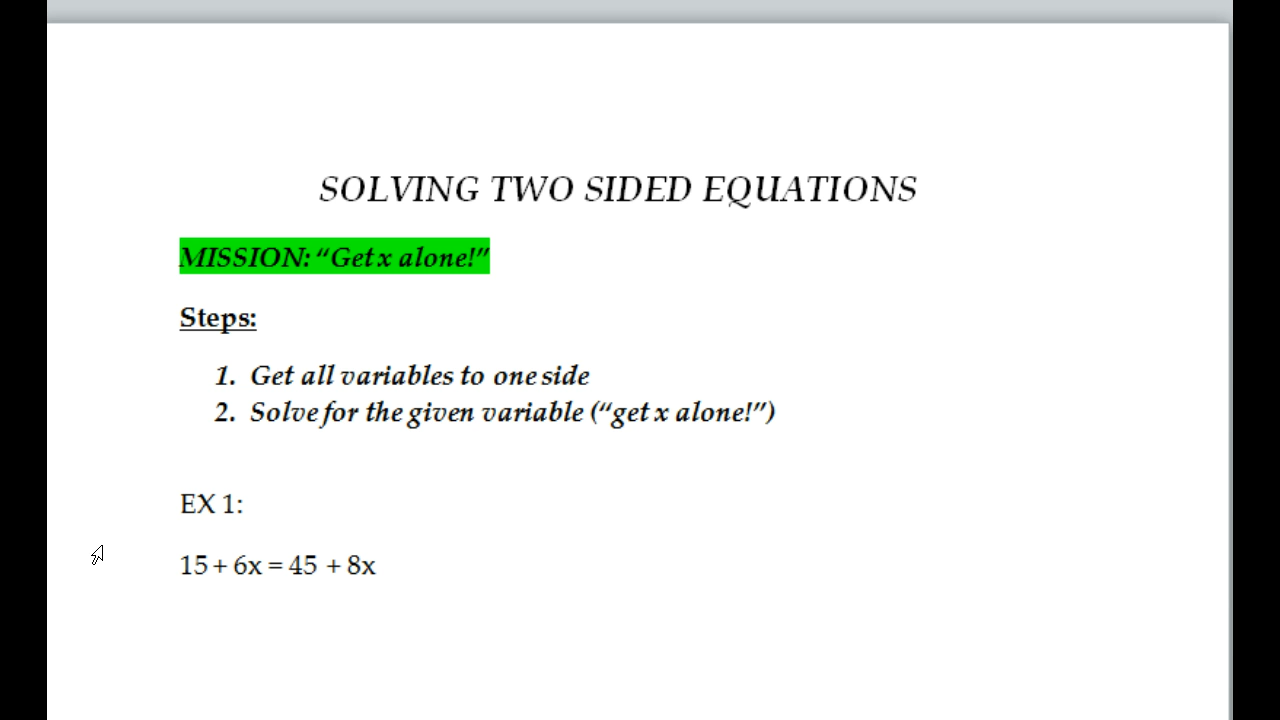 SOLVING TWO SIDED EQUATIONS
MISSION: “Get x alone!”
Steps:
1. Get all variables to one side
2. Solve for the given variable (“get x alone!”)
EX 1:
15 + 6x = 45 + 8x